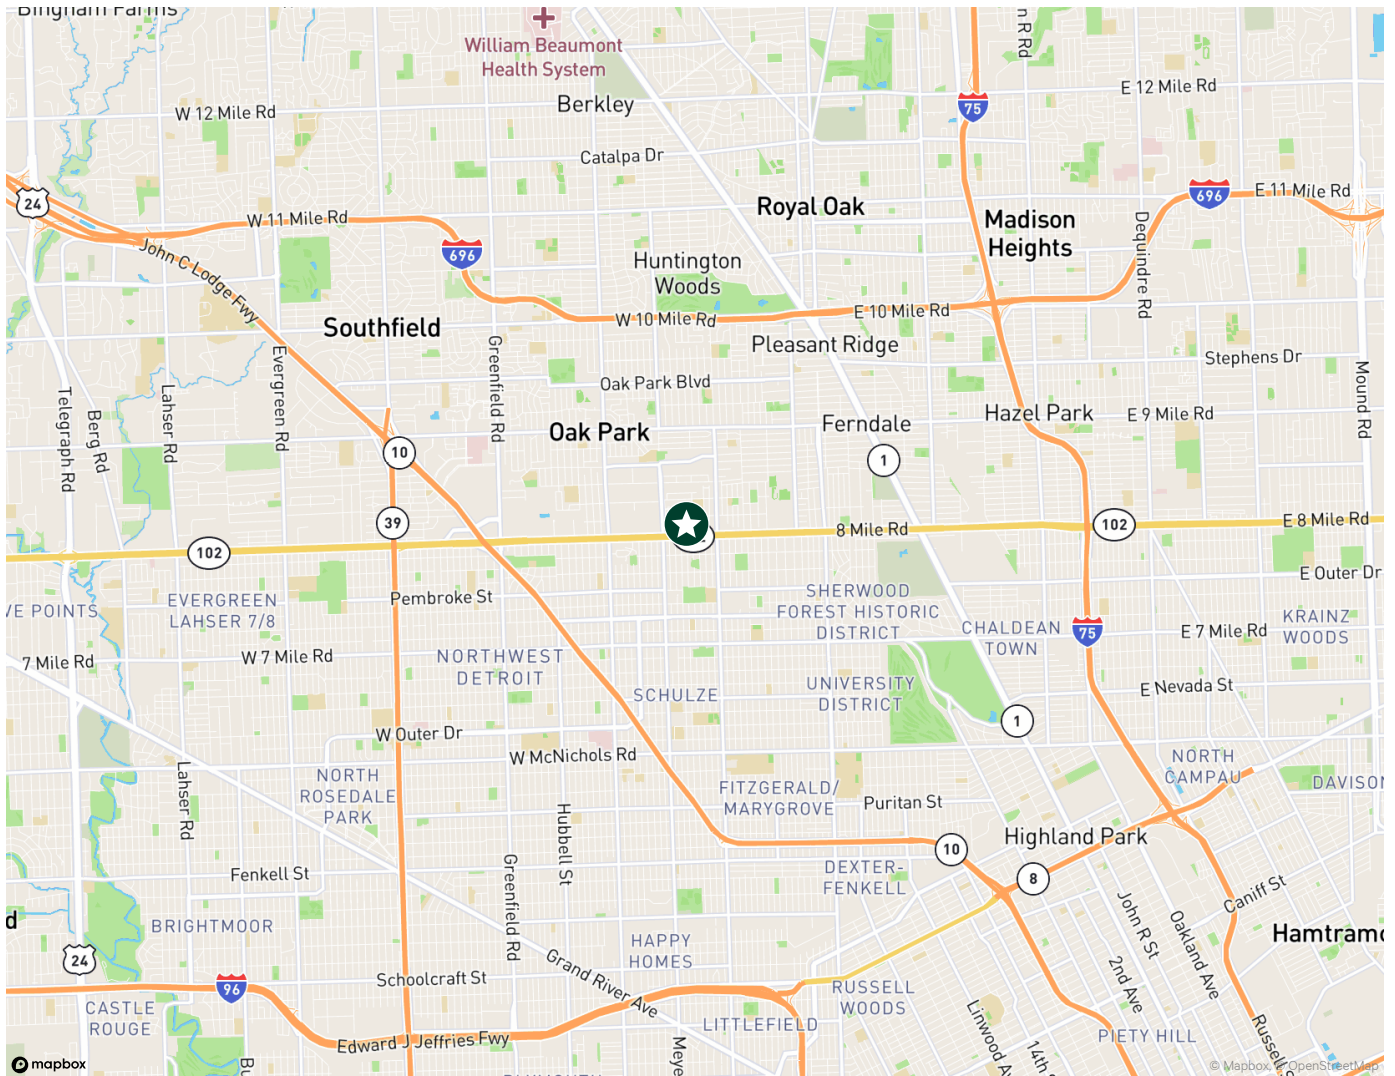 Bingham Farms
William Beaumont
Health System
n R Rd
75
E 12 Mile Rd
Berkley
W 12 Mile Rd
Catalpa Dr
24
696
E 11 Mile Rd
Royal Oak
W 11 Mile Rd
Madison
Heights
Dequindre Rd
John C Lodge Fwy
696
Huntington
Woods
E 10 Mile Rd
W 10 Mile Rd
Southfield
Pleasant Ridge
Stephens Dr
Greenfield Rd
Evergreen Rd
Oak Park Blvd
Mound Rd
Telegraph Rd
Berg Rd
Lahser Rd
Hazel Park
E 9 Mile Rd
Ferndale
Oak Park
10
1
39
102
8 Mile Rd
102
E 8 Mile Rd
E Outer Dr
Pembroke St
VE POINTS
EVERGREEN
LAHSER 7/8
SHERWOOD
FOREST HISTORIC
DISTRICT
CHALDEAN
TOWN
75
E 7 Mile Rd
KRAINZ
WOODS
7 Mile Rd
W 7 Mile Rd
NORTHWEST
DETROIT
SCHULZE
UNIVERSITY
DISTRICT
E Nevada St
1
W Outer Dr
W McNichols Rd
NORTH
CAMPAU
Lahser Rd
NORTH
ROSEDALE
PARK
FITZGERALD/
MARYGROVE
Puritan St
DAVISON
Hubbell St
Highland Park
10
8
Greenfield Rd
Fenkell St
DEXTER-
FENKELL
Caniff St
John R St
Oakland Ave
d
BRIGHTMOOR
HAPPY
HOMES
Hamtramc
24
Grand River Ave
Schoolcraft St
2nd Ave
96
RUSSELL
WOODS
CASTLE
ROUGE
LITTLEFIELD
Linwood A
PIETY HILL
Russell S
Edward J Jeffries Fwy
Meye
14th
Bu
mapbox
© Mapbox, © OpenStreetMap